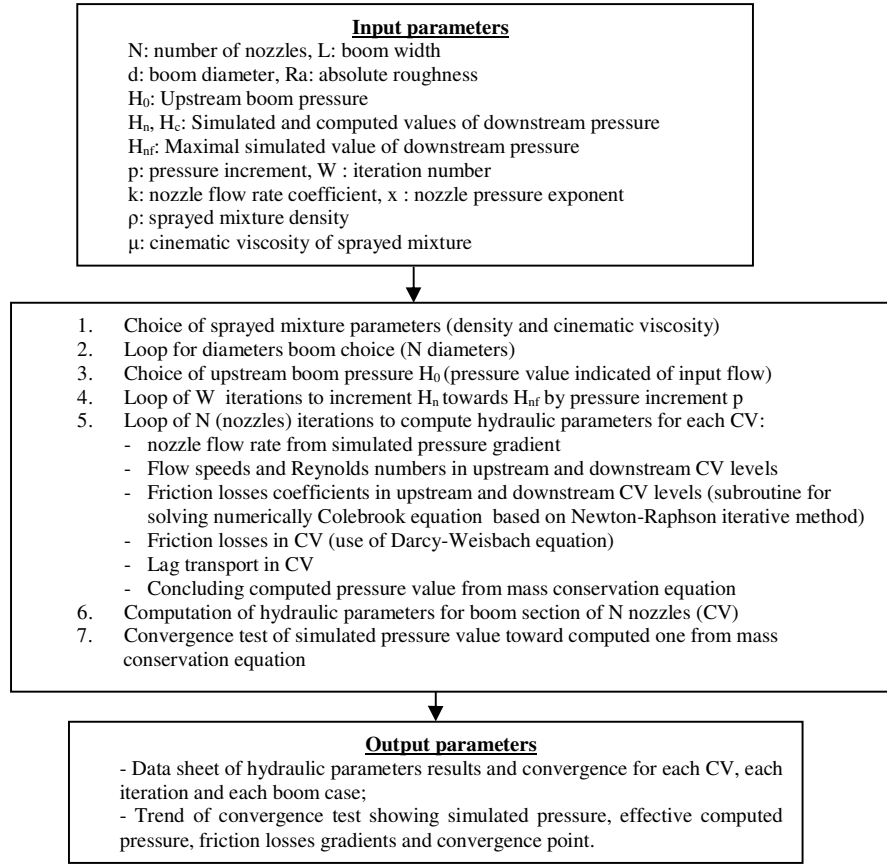 Input parameters
N: number of nozzles, L: boom width
d: boom diameter, Ra: absolute roughness
H₀: Upstream boom pressure
Hₙ, H꜀: Simulated and computed values of downstream pressure
Hₙf: Maximal simulated value of downstream pressure
p: pressure increment, W : iteration number
k: nozzle flow rate coefficient, x : nozzle pressure exponent
ρ: sprayed mixture density
μ: cinematic viscosity of sprayed mixture
1. Choice of sprayed mixture parameters (density and cinematic viscosity)
2. Loop for diameters boom choice (N diameters)
3. Choice of upstream boom pressure H₀ (pressure value indicated of input flow)
4. Loop of W iterations to increment Hₙ towards Hₙf by pressure increment p
5. Loop of N (nozzles) iterations to compute hydraulic parameters for each CV:
- nozzle flow rate from simulated pressure gradient
- Flow speeds and Reynolds numbers in upstream and downstream CV levels
- Friction losses coefficients in upstream and downstream CV levels (subroutine for
solving numerically Colebrook equation based on Newton-Raphson iterative method)
- Friction losses in CV (use of Darcy-Weisbach equation)
- Lag transport in CV
- Concluding computed pressure value from mass conservation equation
6. Computation of hydraulic parameters for boom section of N nozzles (CV)
7. Convergence test of simulated pressure value toward computed one from mass
conservation equation
Output parameters
- Data sheet of hydraulic parameters results and convergence for each CV, each
iteration and each boom case;
- Trend of convergence test showing simulated pressure, effective computed
pressure, friction losses gradients and convergence point.